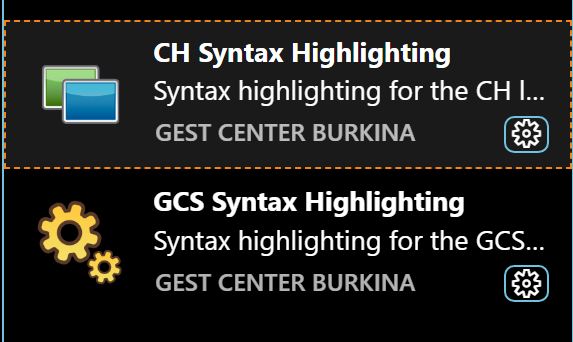 CH Syntax Highlighting
Syntax highlighting for the CH l...
GEST CENTER BURKINA
GCS Syntax Highlighting
Syntax highlighting for the GCS...
GEST CENTER BURKINA